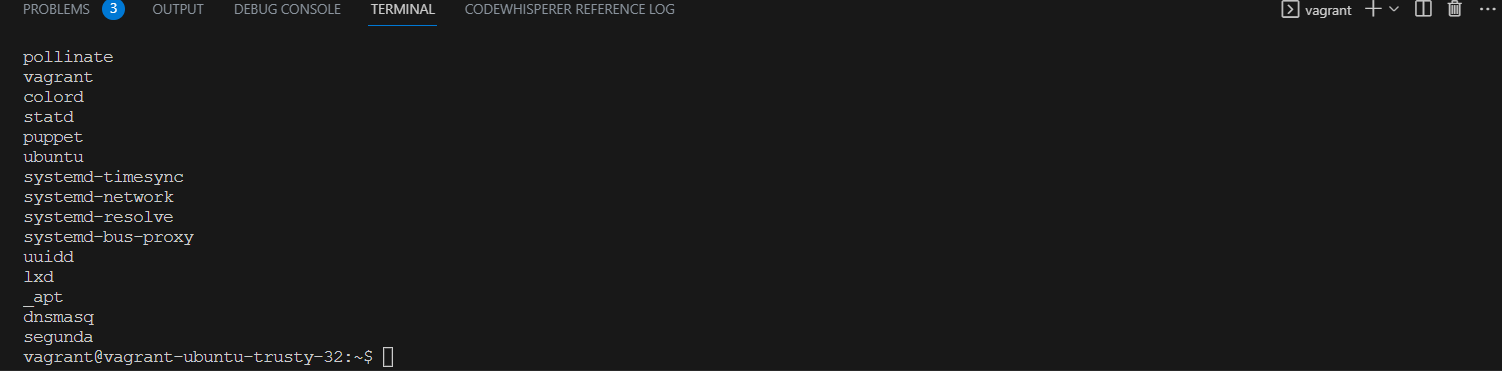 PROBLEMS 3 OUTPUT DEBUG CONSOLE TERMINAL CODEWHISPERER REFERENCE LOG vagrant
pollinate
vagrant
colord
statd
puppet
ubuntu
systemd-timesync
systemd-network
systemd-resolve
systemd-bus-proxy
uuidd
lxd
_apt
dnsmasq
segunda
vagrant@vagrant-ubuntu-trusty-32:~$